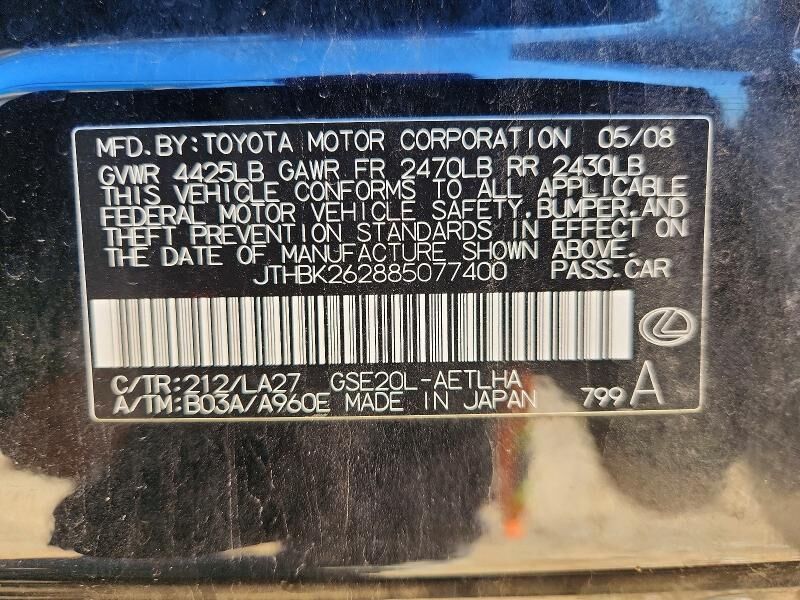 MFD.BY:TOYOTA MOTOR CORPORATION 05/08
GVWR 4425LB GAWR FR 2470LB RR 2430LB
THIS VEHICLE CONFORMS TO ALL APPLICABLE
FEDERAL MOTOR VEHICLE SAFETY,BUMPER,AND
THEFT PREVENTION STANDARDS IN EFFECT ON
THE DATE OF MANUFACTURE SHOWN ABOVE.
JTHBK262885077400 PASS.CAR
C/TR:212/LA27 GSE20L-AETLHA
A/TM:B03A/A960E MADE IN JAPAN 799A